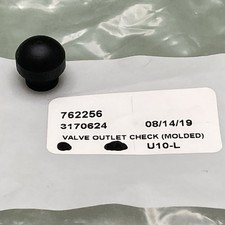 762256
3170624 08/14/19
VALVE OUTLET CHECK (MOLDED)
U10-L